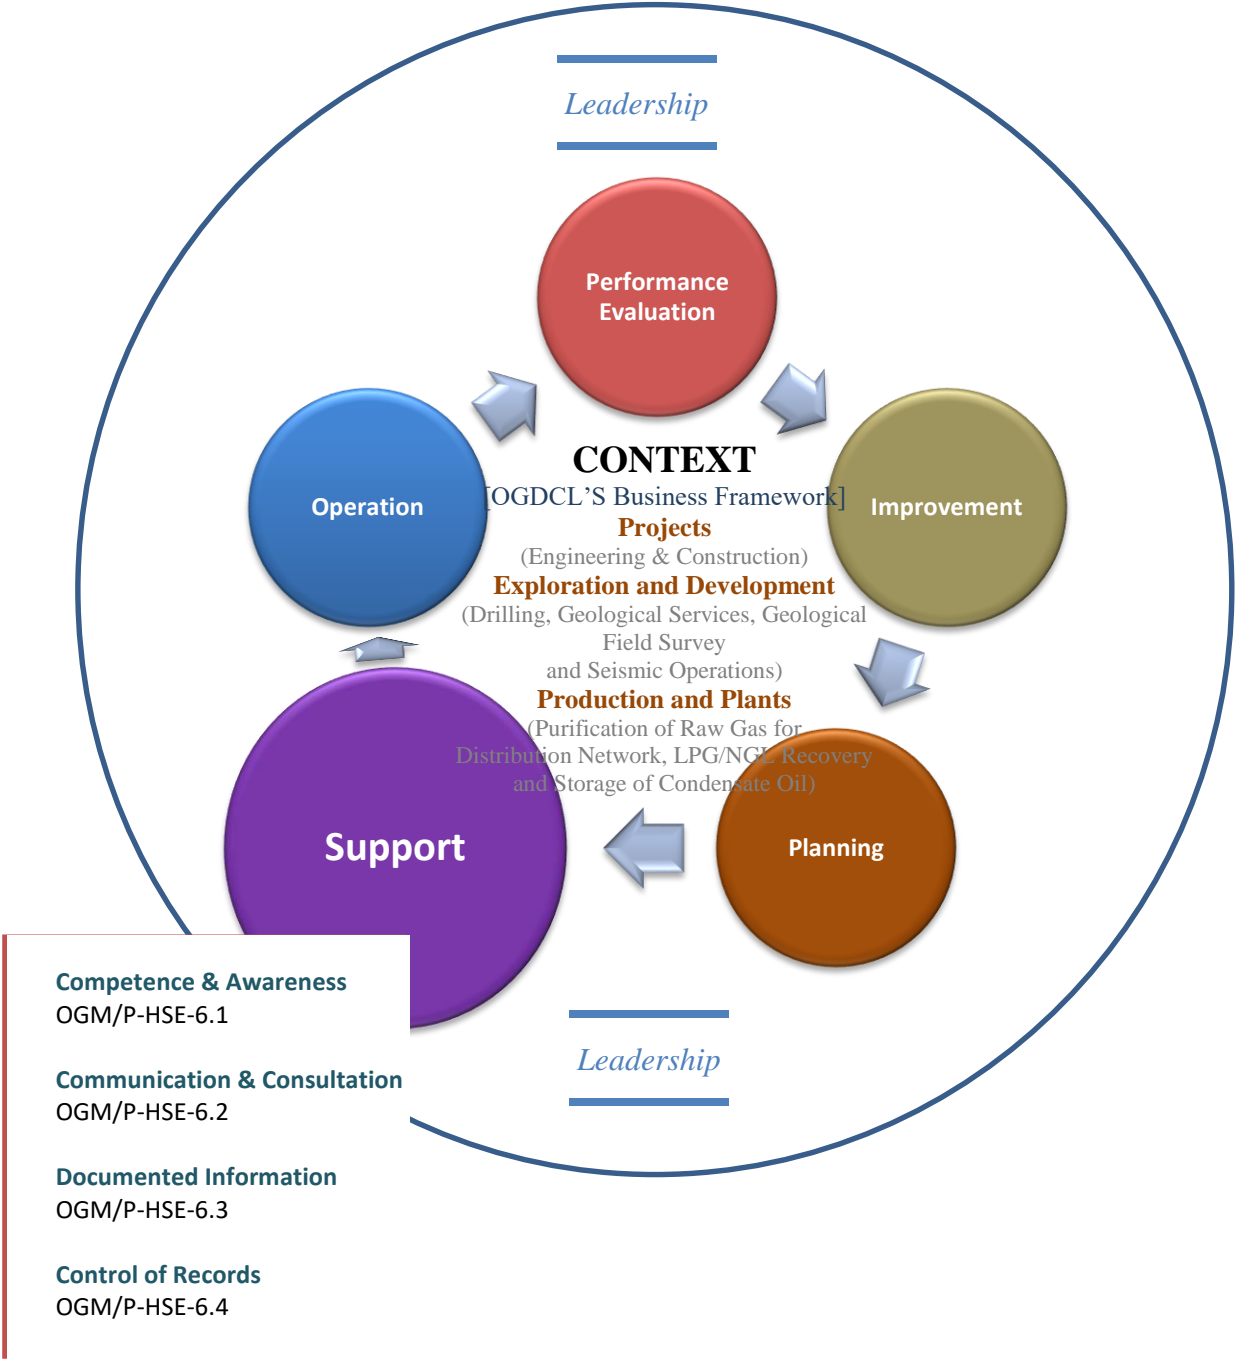 Leadership
Performance
Evaluation
Operation
Improvement
CONTEXT
[OGDCL'S Business Framework]
Projects
(Engineering & Construction)
Exploration and Development
(Drilling, Geological Services, Geological
Field Survey
and Seismic Operations)
Production and Plants
(Purification of Raw Gas for
Distribution Network, LPG/NGL Recovery
and Storage of Condensate Oil)
Support
Planning
Leadership
Competence & Awareness
OGM/P-HSE-6.1
Communication & Consultation
OGM/P-HSE-6.2
Documented Information
OGM/P-HSE-6.3
Control of Records
OGM/P-HSE-6.4